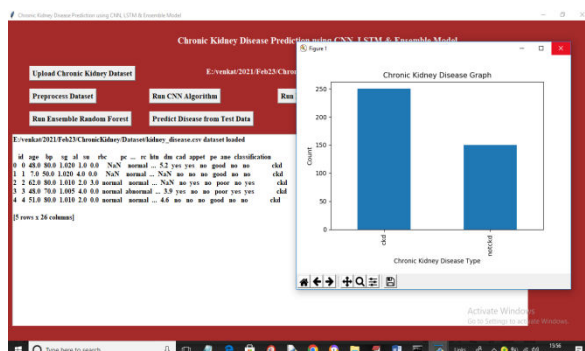 Chronic Kidney Disease Prediction using CNN, LSTM & Ensemble Model
Chronic Kidney Disease Prediction using CNN, LSTM & Ensemble Model
Upload Chronic Kidney Dataset
E:/venkat/2021/Feb23/Chro
Preprocess Dataset
Run CNN Algorithm
Run
Run Ensemble Random Forest
Predict Disease from Test Data
E:/venkat/2021/Feb23/ChronicKidney/Dataset/kidney_disease.csv dataset loaded
id age bp sg al su rbc pc ... rc htn dm cad appet pe ane classification
0 0 48.0 80.0 1.020 1.0 0.0 NaN normal ... 5.2 yes yes no good no no ckd
1 1 7.0 50.0 1.020 4.0 0.0 NaN normal ... NaN no no no good no no ckd
2 2 62.0 80.0 1.010 2.0 3.0 normal normal ... NaN no yes no poor no yes ckd
3 3 48.0 70.0 1.005 4.0 0.0 normal abnormal ... 3.9 yes no no poor yes yes ckd
4 4 51.0 80.0 1.010 2.0 0.0 normal normal ... 4.6 no no no good no no ckd
[5 rows x 26 columns]
Figure 1
Chronic Kidney Disease Graph
250
200
150
100
50
0
Count
ckd
notckd
Chronic Kidney Disease Type
Activate Windows
Go to Settings to activate Windows.
Type here to search
15:56